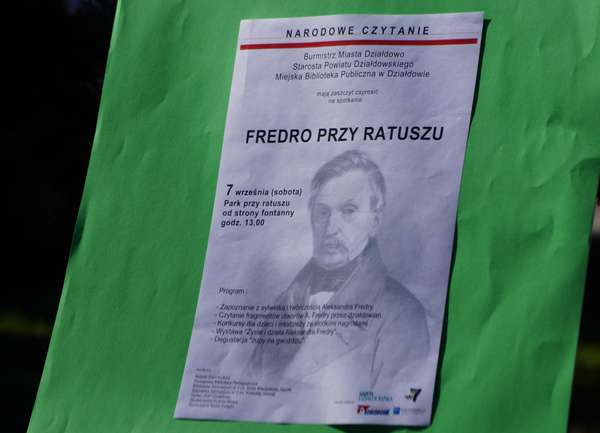 NARODOWE CZYTANIE
Burmistrz Miasta Działdowo
Starosta Powiatu Działdowskiego
Miejska Biblioteka Publiczna w Działdowie
mają zaszczyt zaprosić
na spotkanie
FREDRO PRZY RATUSZU
7 września (sobota)
Park przy ratuszu
od strony fontanny
godz. 13.00
Program :
- Zapoznanie z sylwetką i twórczością Aleksandra Fredry
- Czytanie fragmentów utworów A. Fredry przez działdowian
- Konkursy dla dzieci i młodzieży ze słodkimi nagrodami
- Wystawa "Życie i dzieła Aleksandra Fredry"
- Degustacja "zupy na gwoździu"